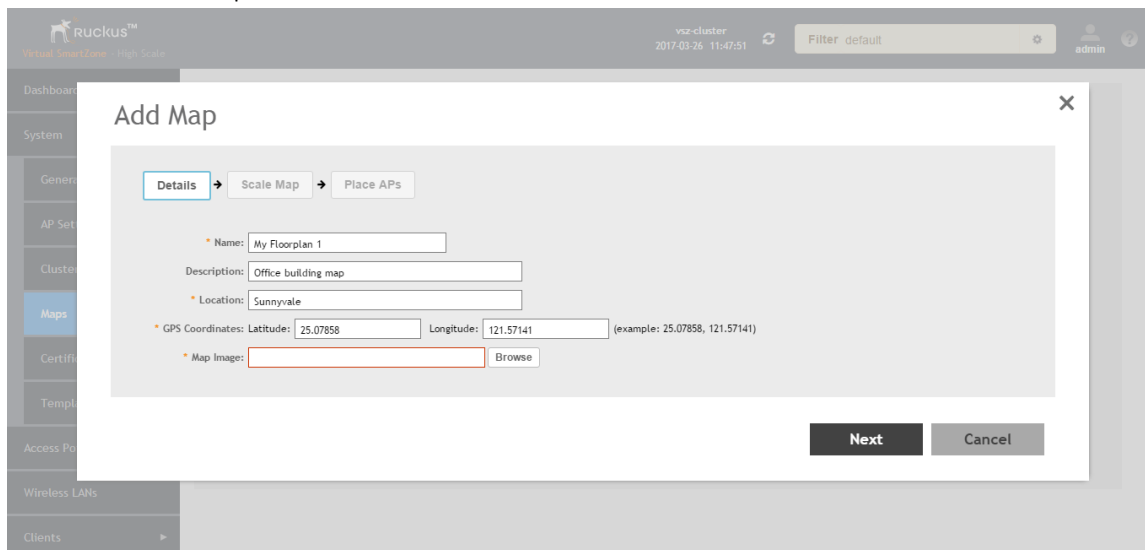 Ruckus™
Virtual SmartZone - High Scale
vsz-cluster
2017-03-26 11:47:51
Filter default
admin
Dashboard
System
Maps
Wireless LANs
Clients
Add Map
Details
Scale Map
Place APs
* Name: My Floorplan 1
Description: Office building map
* Location: Sunnyvale
* GPS Coordinates: Latitude: 25.07858 Longitude: 121.57141 (example: 25.07858, 121.57141)
* Map Image: Browse
Next Cancel